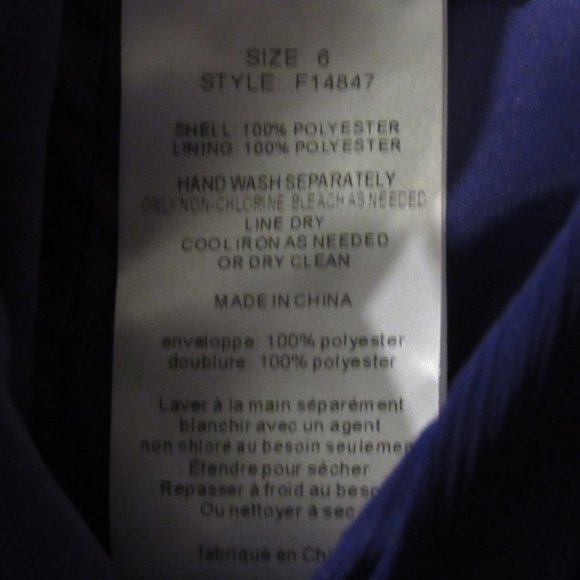 SIZE 6
STYLE: F14847
SHELL: 100% POLYESTER
LINING: 100% POLYESTER
HAND WASH SEPARATELY
ONLY NON-CHLORINE BLEACH AS NEEDED
LINE DRY
COOL IRON AS NEEDED
OR DRY CLEAN
MADE IN CHINA
enveloppe: 100% polyester
doublure: 100% polyester
Laver à la main séparément
blanchir avec un agent
non chloré au besoin seulemen
Étendre pour sécher
Repasser à froid au beso
Ou nettoyer à sec
fabriqué en Chi